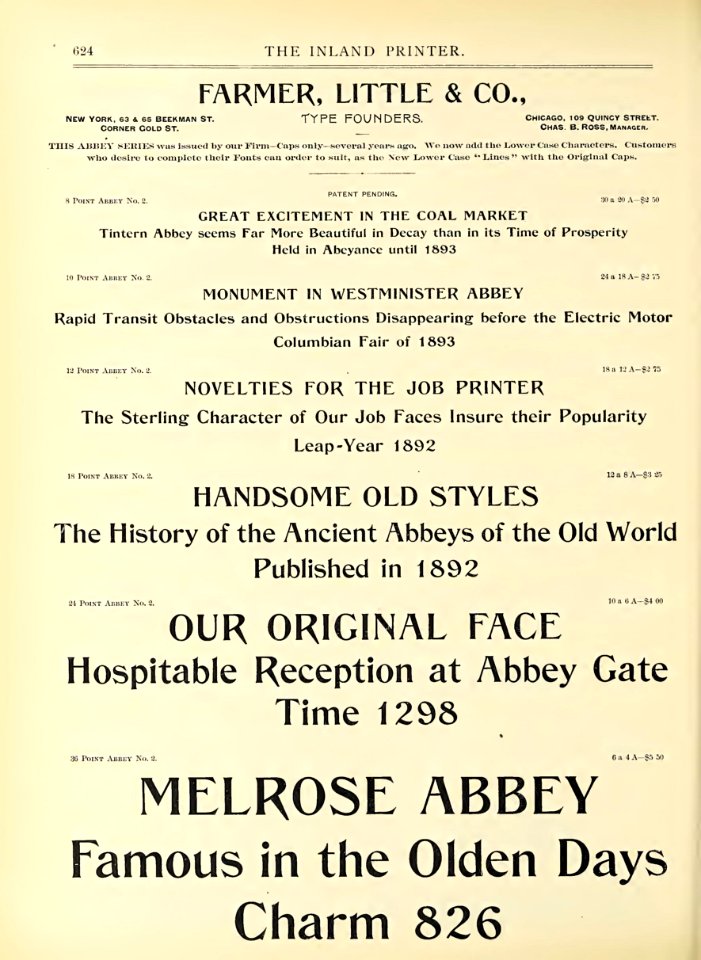 624
THE INLAND PRINTER.
FARMER, LITTLE & CO.,
NEW YORK, 63 & 65 BEEKMAN ST.
CORNER GOLD ST.
TYPE FOUNDERS.
CHICAGO, 109 QUINCY STREET.
CHAS. B. ROSS, MANAGER.
THIS ABBEY SERIES was issued by our Firm—Caps only—several years ago. We now add the Lower Case Characters. Customers
who desire to complete their Fonts can order to suit, as the New Lower Case "Lines" with the Original Caps.
PATENT PENDING.
8 POINT ABBEY NO. 2.
30 a 20 A—$2 50
GREAT EXCITEMENT IN THE COAL MARKET
Tintern Abbey seems Far More Beautiful in Decay than in its Time of Prosperity
Held in Abeyance until 1893
10 POINT ABBEY NO. 2.
24 a 18 A—$2 75
MONUMENT IN WESTMINISTER ABBEY
Rapid Transit Obstacles and Obstructions Disappearing before the Electric Motor
Columbian Fair of 1893
12 POINT ABBEY NO. 2.
18 a 12 A—$2 75
NOVELTIES FOR THE JOB PRINTER
The Sterling Character of Our Job Faces Insure their Popularity
Leap-Year 1892
18 POINT ABBEY NO. 2.
12 a 8 A—$3 25
HANDSOME OLD STYLES
The History of the Ancient Abbeys of the Old World
Published in 1892
24 POINT ABBEY NO. 2.
10 a 6 A—$4 00
OUR ORIGINAL FACE
Hospitable Reception at Abbey Gate
Time 1298
36 POINT ABBEY NO. 2.
6 a 4 A—$5 50
MELROSE ABBEY
Famous in the Olden Days
Charm 826